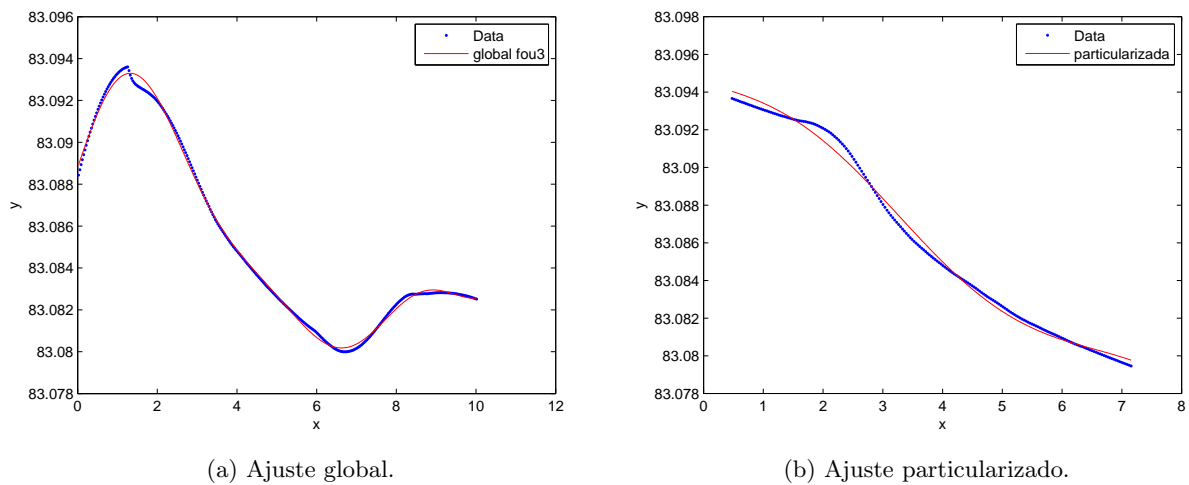 83.096
83.094
83.092
83.09
83.088
83.086
83.084
83.082
83.08
83.078
0 2 4 6 8 10 12
x
y
Data
global fou3
(a) Ajuste global.
83.098
83.096
83.094
83.092
83.09
83.088
83.086
83.084
83.082
83.08
83.078
0 1 2 3 4 5 6 7 8
x
y
Data
particularizada
(b) Ajuste particularizado.